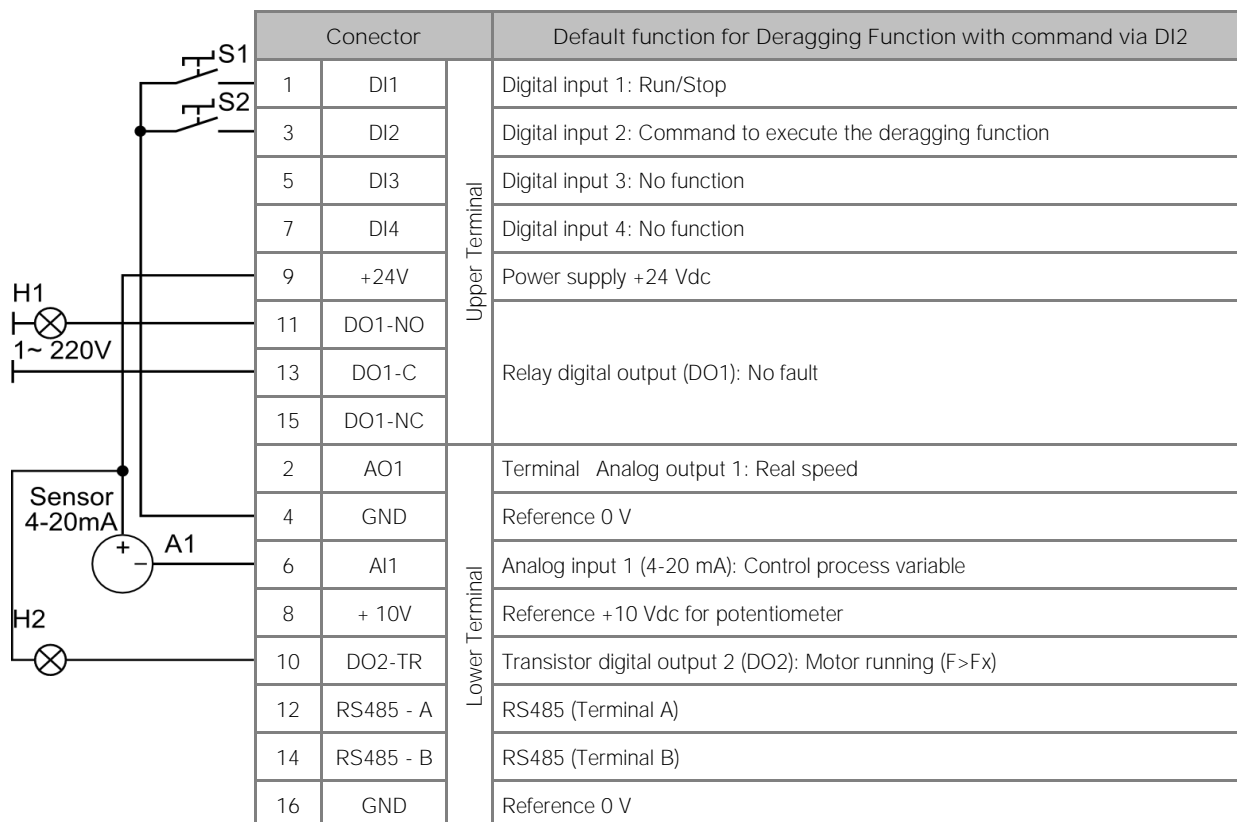 Conector Default function for Deragging Function with command via DI2
S1
1 DI1 Digital input 1: Run/Stop
S2
3 DI2 Digital input 2: Command to execute the deragging function
5 DI3 Digital input 3: No function
7 DI4 Digital input 4: No function
Upper Terminal
9 +24V Power supply +24 Vdc
H1
11 DO1-NO
1~ 220V
13 DO1-C Relay digital output (DO1): No fault
15 DO1-NC
2 AO1 Terminal Analog output 1: Real speed
Sensor
4-20mA
4 GND Reference 0 V
+ − A1
6 AI1 Analog input 1 (4-20 mA): Control process variable
Lower Terminal
8 + 10V Reference +10 Vdc for potentiometer
H2
10 DO2-TR Transistor digital output 2 (DO2): Motor running (F>Fx)
12 RS485 - A RS485 (Terminal A)
14 RS485 - B RS485 (Terminal B)
16 GND Reference 0 V